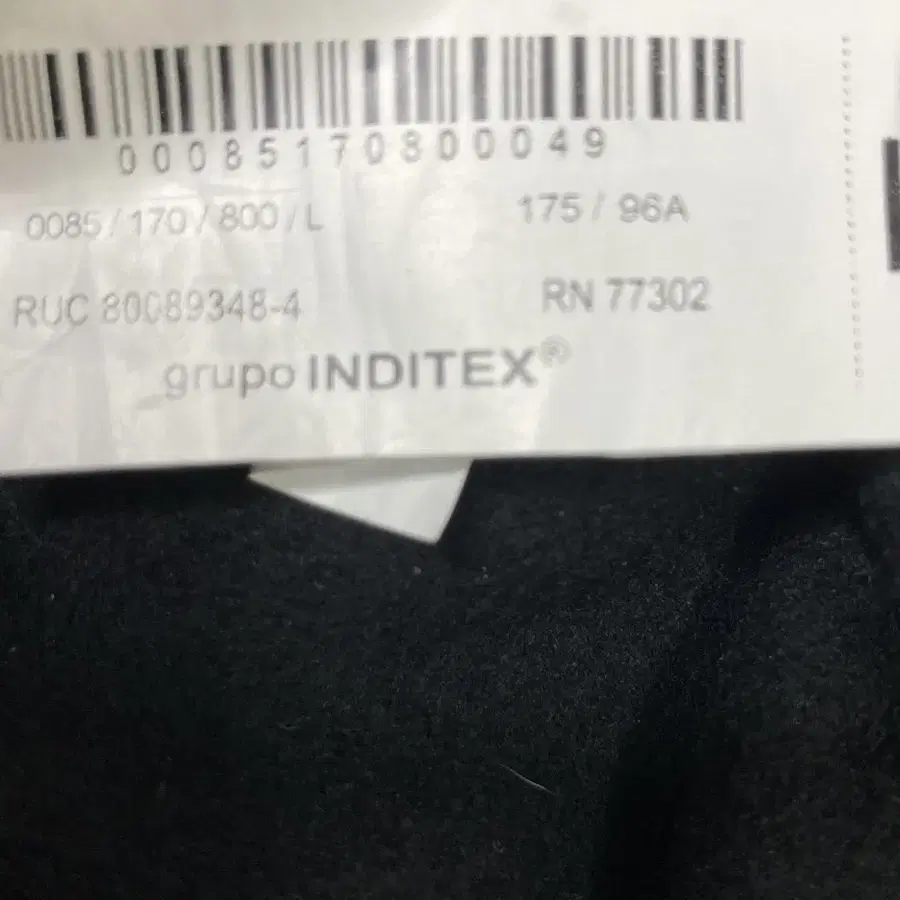 00085170800049
0085 / 170 / 800 / L
175 / 96A
RUC 80089348-4
RN 77302
grupo INDITEX®